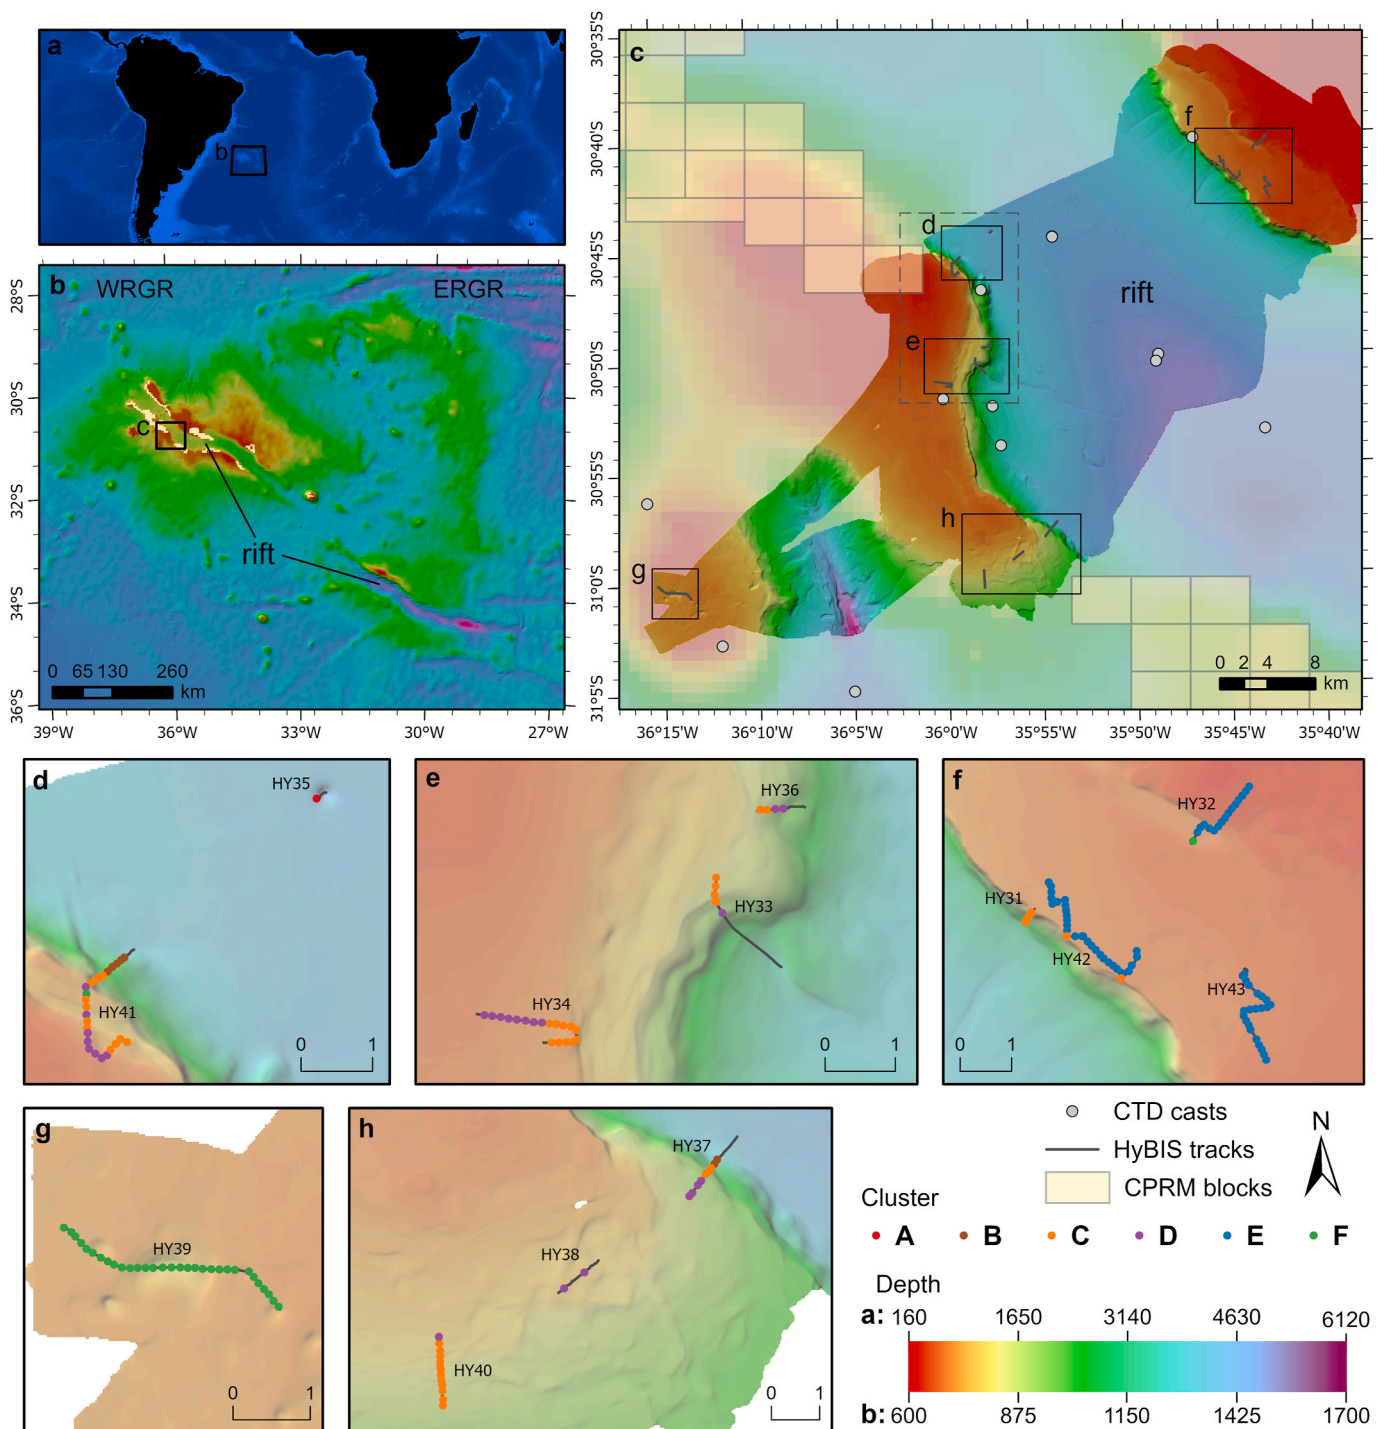 a
b
b
WRGR
ERGR
c
rift
0 65 130 260
km
28°S
30°S
32°S
34°S
36°S
39°W 36°W 33°W 30°W 27°W
c
f
d
rift
e
h
g
0 2 4 8
km
30°35'S
30°40'S
30°45'S
30°50'S
30°55'S
31°0'S
31°5'S
36°15'W 36°10'W 36°5'W 36°0'W 35°55'W 35°50'W 35°45'W 35°40'W
d
HY35
HY41
0 1
e
HY36
HY33
HY34
0 1
f
HY32
HY31
HY42
HY43
0 1
g
HY39
0 1
h
HY37
HY38
HY40
0 1
CTD casts
HyBIS tracks
CPRM blocks
N
Cluster
A B C D E F
Depth
a: 160 1650 3140 4630 6120
b: 600 875 1150 1425 1700